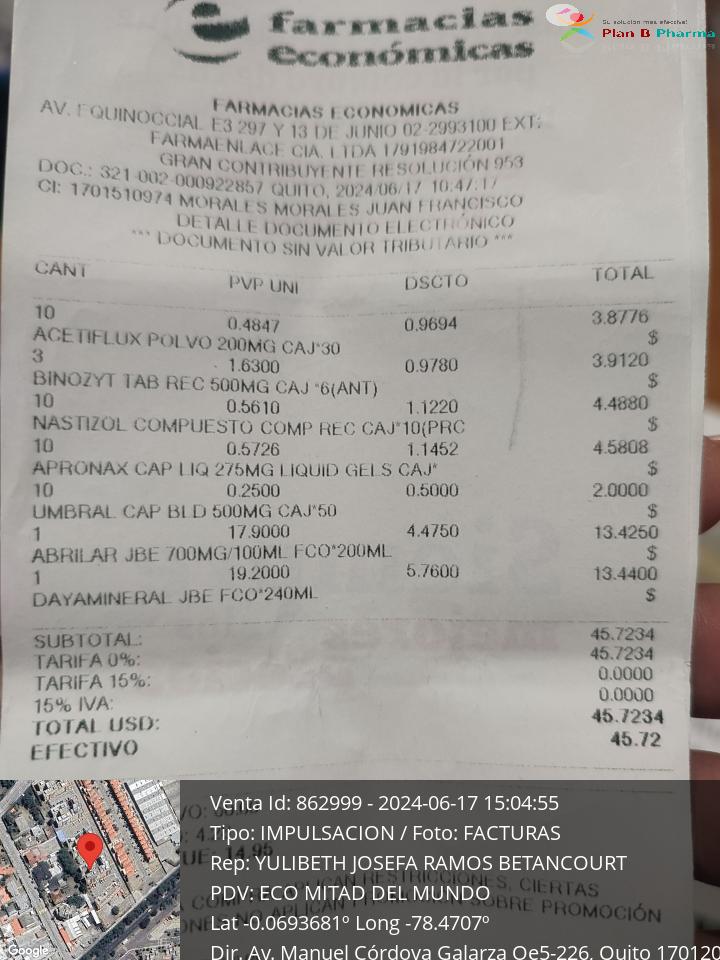 farmacias
económicas
Su solución más efectiva!
Plan B Pharma
FARMACIAS ECONOMICAS
AV. EQUINOCCIAL E3 297 Y 13 DE JUNIO 02-2993100 EXT:
FARMAENLACE CIA. LTDA 1791984722001
GRAN CONTRIBUYENTE RESOLUCIÓN 953
DOC.: 321-002-000922857 QUITO, 2024/06/17 10:47:17
CI: 1701510974 MORALES MORALES JUAN FRANCISCO
DETALLE DOCUMENTO ELECTRÓNICO
*** DOCUMENTO SIN VALOR TRIBUTARIO ***
CANT PVP UNI DSCTO TOTAL
10 0.4847 0.9694 3.8776
ACETIFLUX POLVO 200MG CAJ*30 $
3 1.6300 0.9780 3.9120
BINOZYT TAB REC 500MG CAJ *6(ANT) $
10 0.5610 1.1220 4.4880
NASTIZOL COMPUESTO COMP REC CAJ*10(PRC $
10 0.5726 1.1452 4.5808
APRONAX CAP LIQ 275MG LIQUID GELS CAJ* $
10 0.2500 0.5000 2.0000
UMBRAL CAP BLD 500MG CAJ*50 $
1 17.9000 4.4750 13.4250
ABRILAR JBE 700MG/100ML FCO*200ML $
1 19.2000 5.7600 13.4400
DAYAMINERAL JBE FCO*240ML $
SUBTOTAL: 45.7234
TARIFA 0%: 45.7234
TARIFA 15%: 0.0000
15% IVA: 0.0000
TOTAL USD: 45.7234
EFECTIVO 45.72
Venta Id: 862999 - 2024-06-17 15:04:55
Tipo: IMPULSACION / Foto: FACTURAS
14.95
Rep: YULIBETH JOSEFA RAMOS BETANCOURT
RESTRICCIONES, CIERTAS
PDV: ECO MITAD DEL MUNDO
SOBRE PROMOCIÓN
Lat -0.0693681º Long -78.4707º
Dir. Av. Manuel Córdova Galarza Oe5-226, Quito 170120
Google